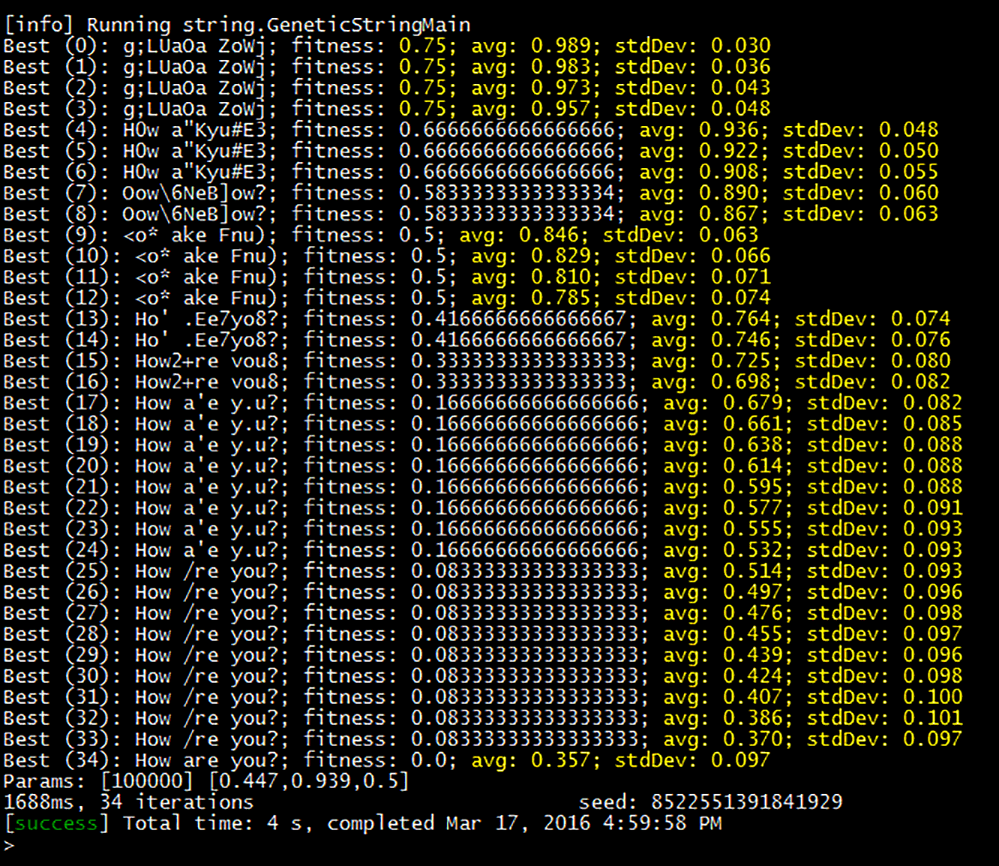 [info] Running string.GeneticStringMain
Best (0): g;LUaOa ZoWj; fitness: 0.75; avg: 0.989; stdDev: 0.030
Best (1): g;LUaOa ZoWj; fitness: 0.75; avg: 0.983; stdDev: 0.036
Best (2): g;LUaOa ZoWj; fitness: 0.75; avg: 0.973; stdDev: 0.043
Best (3): g;LUaOa ZoWj; fitness: 0.75; avg: 0.957; stdDev: 0.048
Best (4): H0w a"Kyu#E3; fitness: 0.6666666666666666; avg: 0.936; stdDev: 0.048
Best (5): H0w a"Kyu#E3; fitness: 0.6666666666666666; avg: 0.922; stdDev: 0.050
Best (6): H0w a"Kyu#E3; fitness: 0.6666666666666666; avg: 0.908; stdDev: 0.055
Best (7): Oow\6NeB]ow?; fitness: 0.5833333333333334; avg: 0.890; stdDev: 0.060
Best (8): Oow\6NeB]ow?; fitness: 0.5833333333333334; avg: 0.867; stdDev: 0.063
Best (9): <o* ake Fnu); fitness: 0.5; avg: 0.846; stdDev: 0.063
Best (10): <o* ake Fnu); fitness: 0.5; avg: 0.829; stdDev: 0.066
Best (11): <o* ake Fnu); fitness: 0.5; avg: 0.810; stdDev: 0.071
Best (12): <o* ake Fnu); fitness: 0.5; avg: 0.785; stdDev: 0.074
Best (13): Ho' .Ee7yo8?; fitness: 0.4166666666666667; avg: 0.764; stdDev: 0.074
Best (14): Ho' .Ee7yo8?; fitness: 0.4166666666666667; avg: 0.746; stdDev: 0.076
Best (15): How2+re vou8; fitness: 0.3333333333333333; avg: 0.725; stdDev: 0.080
Best (16): How2+re vou8; fitness: 0.3333333333333333; avg: 0.698; stdDev: 0.082
Best (17): How a'e y.u?; fitness: 0.16666666666666666; avg: 0.679; stdDev: 0.082
Best (18): How a'e y.u?; fitness: 0.16666666666666666; avg: 0.661; stdDev: 0.085
Best (19): How a'e y.u?; fitness: 0.16666666666666666; avg: 0.638; stdDev: 0.088
Best (20): How a'e y.u?; fitness: 0.16666666666666666; avg: 0.614; stdDev: 0.088
Best (21): How a'e y.u?; fitness: 0.16666666666666666; avg: 0.595; stdDev: 0.088
Best (22): How a'e y.u?; fitness: 0.16666666666666666; avg: 0.577; stdDev: 0.091
Best (23): How a'e y.u?; fitness: 0.16666666666666666; avg: 0.555; stdDev: 0.093
Best (24): How a'e y.u?; fitness: 0.16666666666666666; avg: 0.532; stdDev: 0.093
Best (25): How /re you?; fitness: 0.08333333333333333; avg: 0.514; stdDev: 0.093
Best (26): How /re you?; fitness: 0.08333333333333333; avg: 0.497; stdDev: 0.096
Best (27): How /re you?; fitness: 0.08333333333333333; avg: 0.476; stdDev: 0.098
Best (28): How /re you?; fitness: 0.08333333333333333; avg: 0.455; stdDev: 0.097
Best (29): How /re you?; fitness: 0.08333333333333333; avg: 0.439; stdDev: 0.096
Best (30): How /re you?; fitness: 0.08333333333333333; avg: 0.424; stdDev: 0.098
Best (31): How /re you?; fitness: 0.08333333333333333; avg: 0.407; stdDev: 0.100
Best (32): How /re you?; fitness: 0.08333333333333333; avg: 0.386; stdDev: 0.101
Best (33): How /re you?; fitness: 0.08333333333333333; avg: 0.370; stdDev: 0.097
Best (34): How are you?; fitness: 0.0; avg: 0.357; stdDev: 0.097
Params: [100000] [0.447,0.939,0.5]
1688ms, 34 iterations seed: 8522551391841929
[success] Total time: 4 s, completed Mar 17, 2016 4:59:58 PM
>